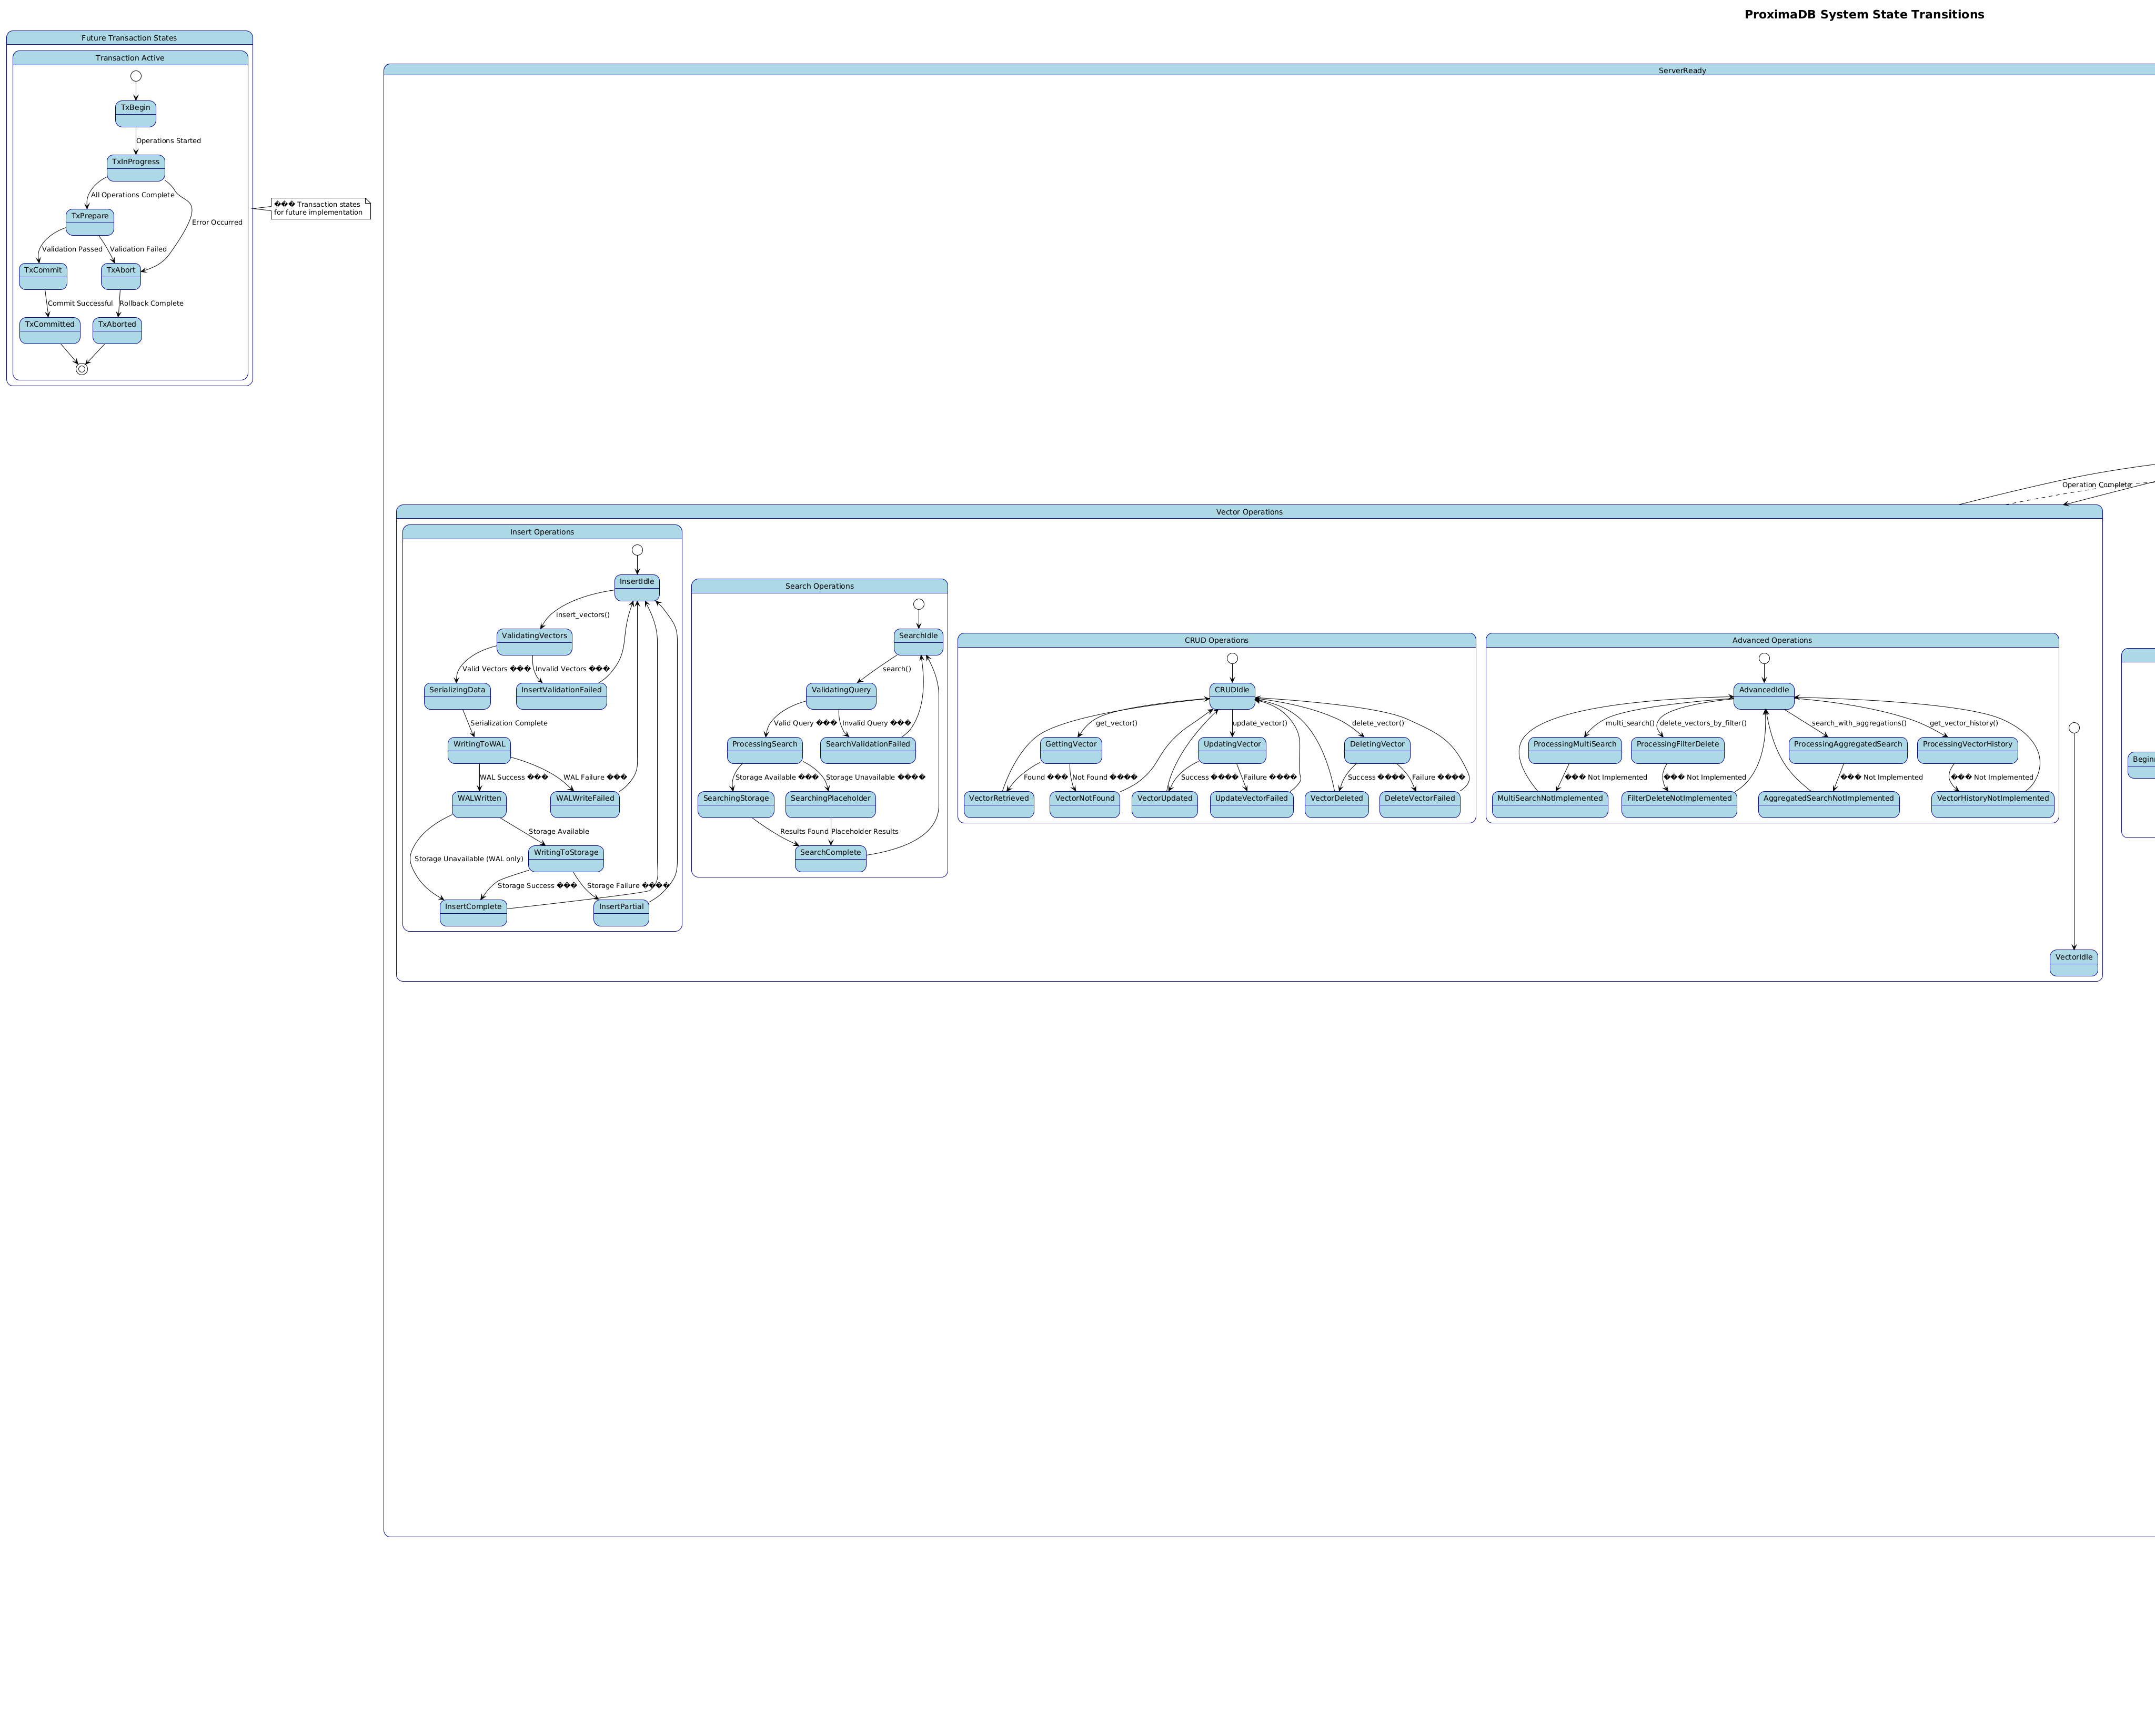 ProximaDB System State Transitions
Future Transaction States
Transaction Active
TxBegin
Operations Started
TxInProgress
All Operations Complete
Error Occurred
TxPrepare
Validation Passed
Validation Failed
TxCommit
TxAbort
Commit Successful
Rollback Complete
TxCommitted
TxAborted
��� Transaction states
for future implementation
ServerReady
Operation Complete
Vector Operations
Insert Operations
InsertIdle
insert_vectors()
ValidatingVectors
Valid Vectors ���
Invalid Vectors ���
SerializingData
InsertValidationFailed
Serialization Complete
WritingToWAL
WAL Success ���
WAL Failure ���
WALWritten
WALWriteFailed
Storage Available
WritingToStorage
Storage Unavailable (WAL only)
Storage Success ���
Storage Failure ����
InsertComplete
InsertPartial
Search Operations
SearchIdle
search()
ValidatingQuery
Valid Query ���
Invalid Query ���
ProcessingSearch
SearchValidationFailed
Storage Available ���
Storage Unavailable ����
SearchingStorage
SearchingPlaceholder
Results Found
Placeholder Results
SearchComplete
CRUD Operations
CRUDIdle
get_vector()
update_vector()
delete_vector()
GettingVector
UpdatingVector
DeletingVector
Found ���
Not Found ����
Success ����
Failure ����
Success ����
Failure ����
VectorRetrieved
VectorNotFound
VectorUpdated
UpdateVectorFailed
VectorDeleted
DeleteVectorFailed
Advanced Operations
AdvancedIdle
multi_search()
delete_vectors_by_filter()
search_with_aggregations()
get_vector_history()
ProcessingMultiSearch
ProcessingFilterDelete
ProcessingAggregatedSearch
ProcessingVectorHistory
��� Not Implemented
��� Not Implemented
��� Not Implemented
��� Not Implemented
MultiSearchNotImplemented
FilterDeleteNotImplemented
AggregatedSearchNotImplemented
VectorHistoryNotImplemented
VectorIdle